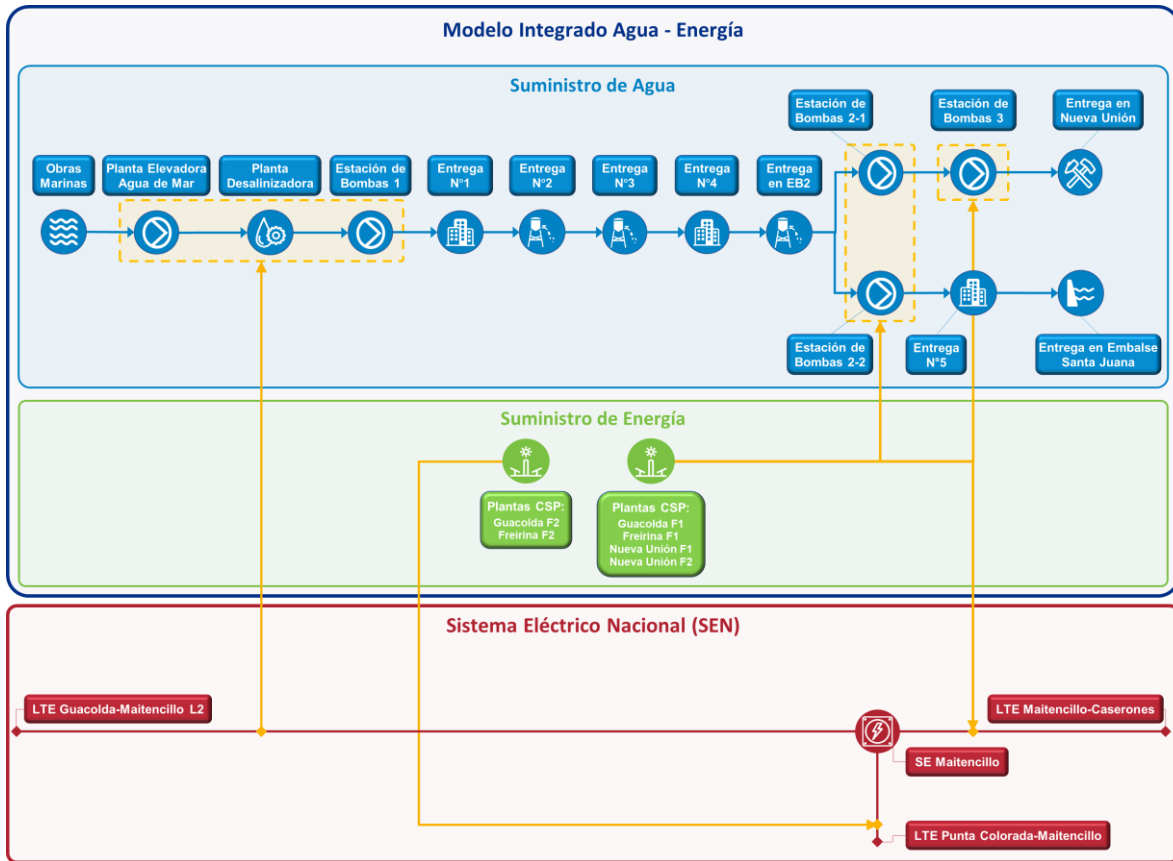 Modelo Integrado Agua - Energía
Suministro de Agua
Estación de
Bombas 2-1
Estación de
Bombas 3
Entrega en
Nueva Unión
Obras
Marinas
Planta Elevadora
Agua de Mar
Planta
Desalinizadora
Estación de
Bombas 1
Entrega
N°1
Entrega
N°2
Entrega
N°3
Entrega
N°4
Entrega
en EB2
Estación de
Bombas 2-2
Entrega
N°5
Entrega en Embalse
Santa Juana
Suministro de Energía
Plantas CSP:
Guacolda F2
Freirina F2
Plantas CSP:
Guacolda F1
Freirina F1
Nueva Unión F1
Nueva Unión F2
Sistema Eléctrico Nacional (SEN)
LTE Guacolda-Maitencillo L2
LTE Maitencillo-Caserones
SE Maitencillo
LTE Punta Colorada-Maitencillo